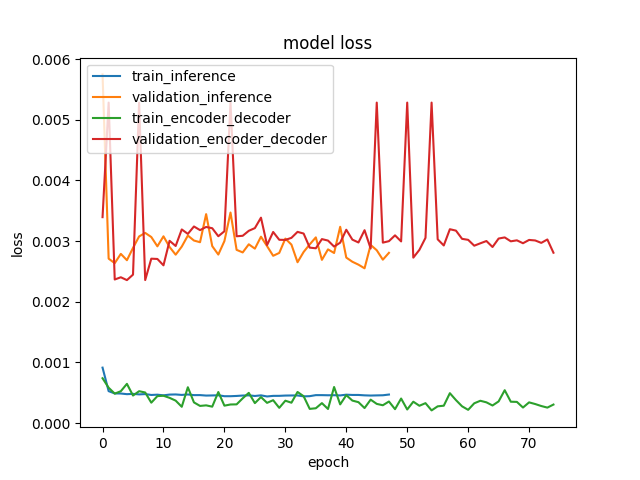 model loss
train_inference
validation_inference
train_encoder_decoder
validation_encoder_decoder
loss
0.006
0.005
0.004
0.003
0.002
0.001
0.000
0 10 20 30 40 50 60 70
epoch